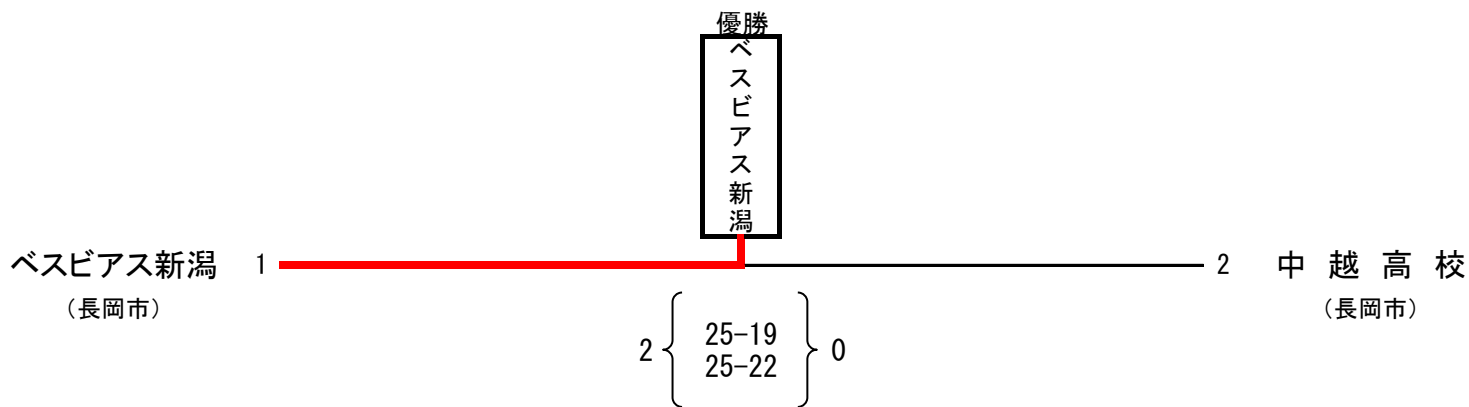 優勝
ベスビアス新潟
ベスビアス新潟 1
2 中越高校
(長岡市)
(長岡市)
2 25-19 0
25-22